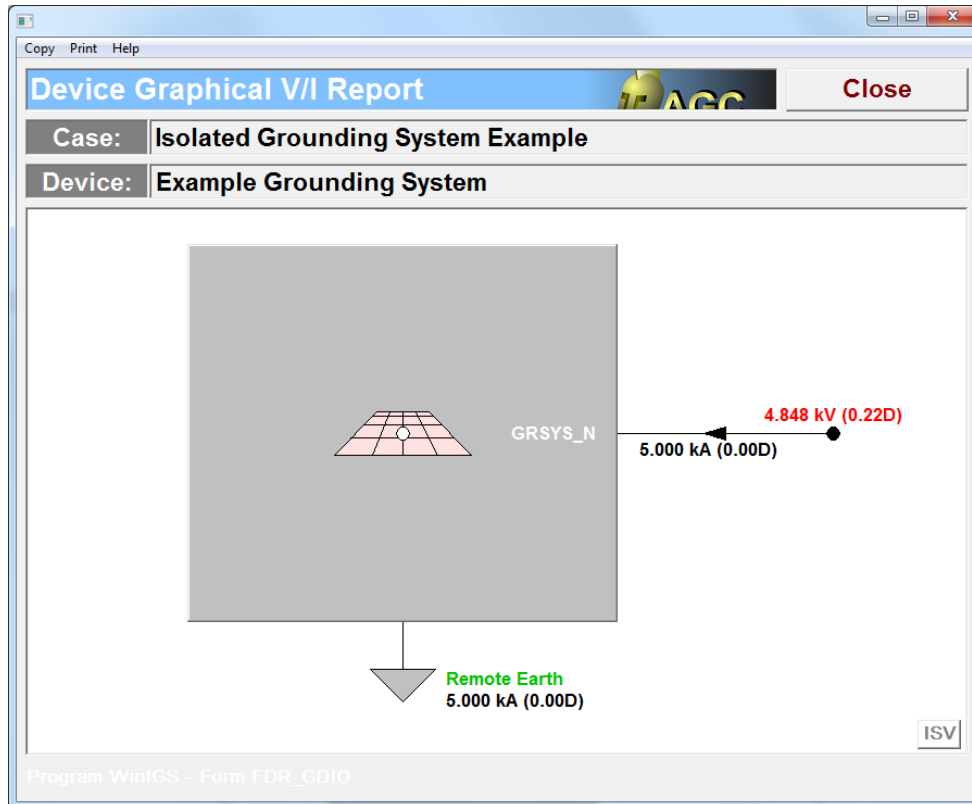 Copy Print Help
Device Graphical V/I Report
AGC
Close
Case: Isolated Grounding System Example
Device: Example Grounding System
4.848 kV (0.22D)
GRSYS_N
5.000 kA (0.00D)
Remote Earth
5.000 kA (0.00D)
ISV
Program WinIGS - Form FDR_GDIO